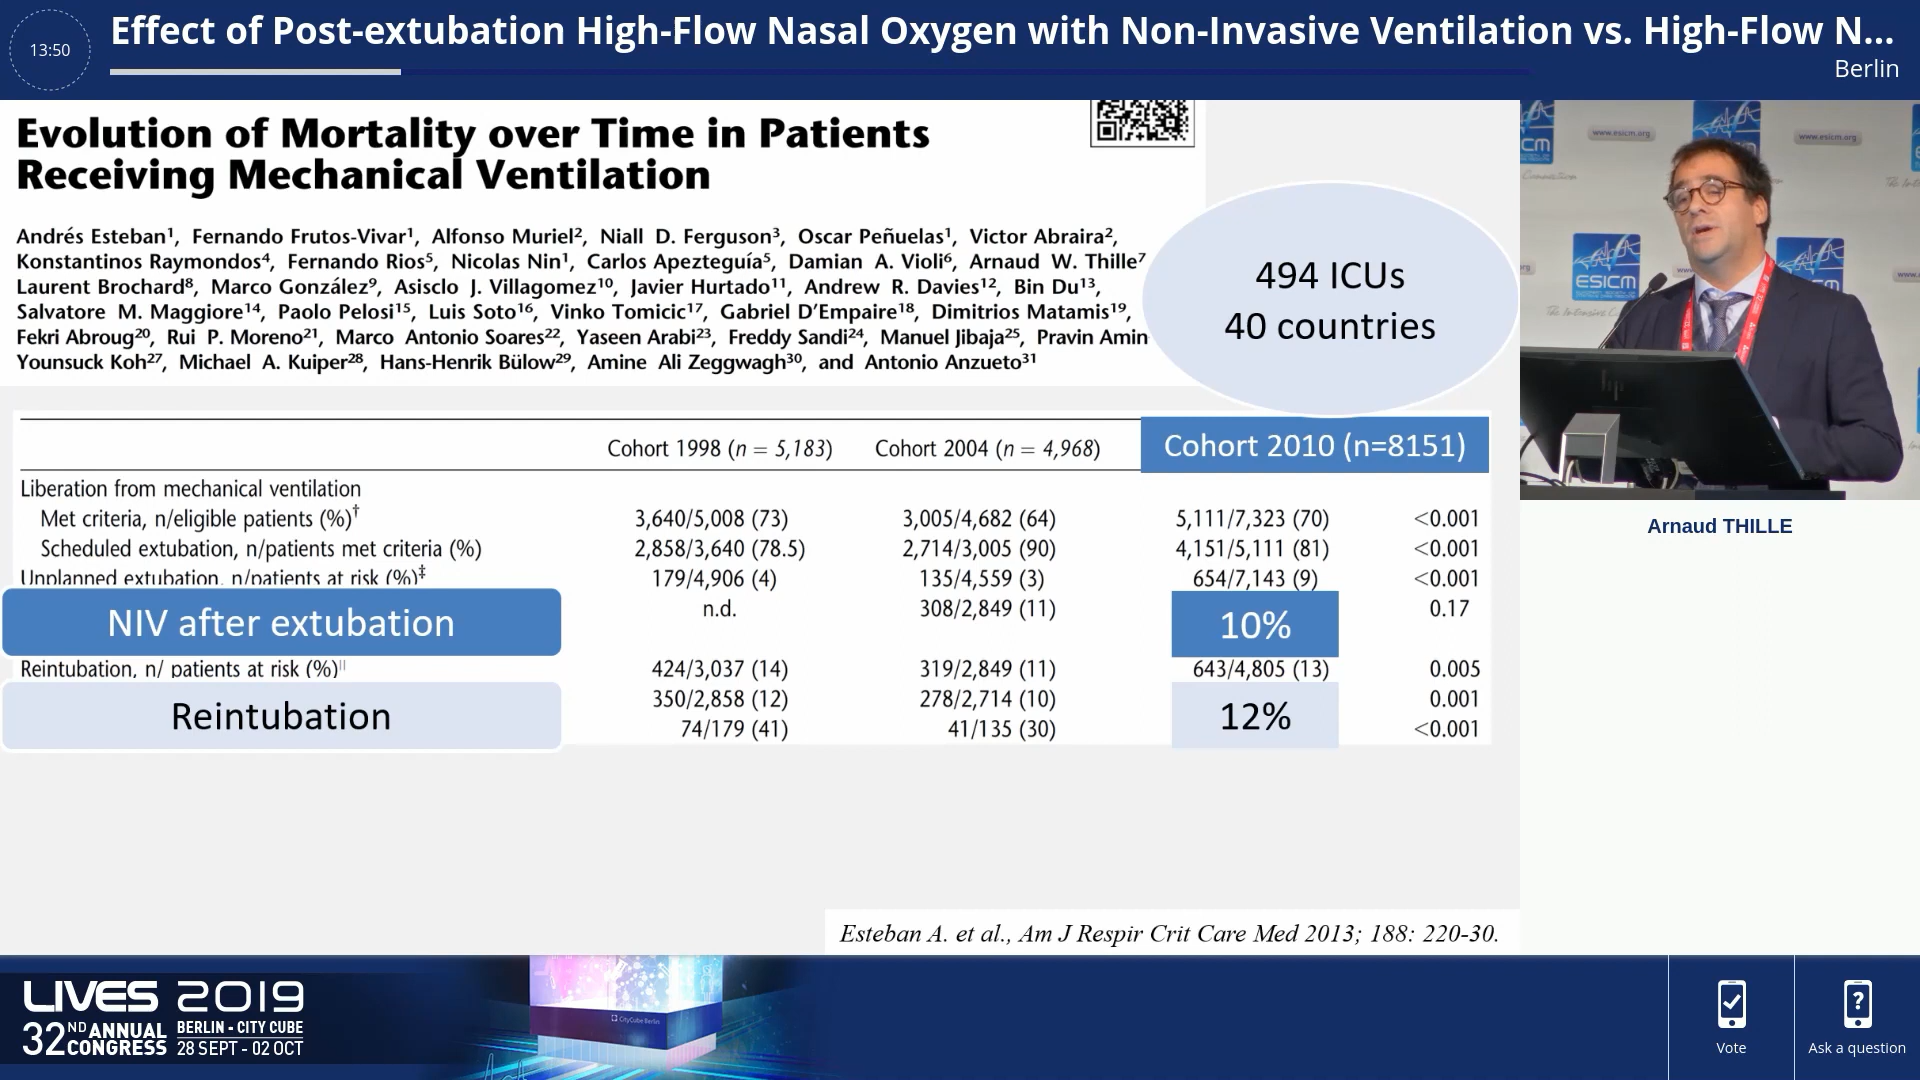 13:50
Effect of Post-extubation High-Flow Nasal Oxygen with Non-Invasive Ventilation vs. High-Flow N...
Berlin
Evolution of Mortality over Time in Patients
Receiving Mechanical Ventilation
Andrés Esteban¹, Fernando Frutos-Vivar¹, Alfonso Muriel², Niall D. Ferguson³, Oscar Peñuelas¹, Victor Abraira²,
Konstantinos Raymondos⁴, Fernando Rios⁵, Nicolas Nin¹, Carlos Apezteguía⁵, Damian A. Violi⁶, Arnaud W. Thille⁷
Laurent Brochard⁸, Marco González⁹, Asisclo J. Villagomez¹⁰, Javier Hurtado¹¹, Andrew R. Davies¹², Bin Du¹³,
Salvatore M. Maggiore¹⁴, Paolo Pelosi¹⁵, Luis Soto¹⁶, Vinko Tomicic¹⁷, Gabriel D'Empaire¹⁸, Dimitrios Matamis¹⁹,
Fekri Abroug²⁰, Rui P. Moreno²¹, Marco Antonio Soares²², Yaseen Arabi²³, Freddy Sandi²⁴, Manuel Jibaja²⁵, Pravin Amin
Younsuck Koh²⁷, Michael A. Kuiper²⁸, Hans-Henrik Bülow²⁹, Amine Ali Zeggwagh³⁰, and Antonio Anzueto³¹
494 ICUs
40 countries
Cohort 1998 (n = 5,183) Cohort 2004 (n = 4,968) Cohort 2010 (n=8151)
Liberation from mechanical ventilation
Met criteria, n/eligible patients (%)† 3,640/5,008 (73) 3,005/4,682 (64) 5,111/7,323 (70) <0.001
Scheduled extubation, n/patients met criteria (%) 2,858/3,640 (78.5) 2,714/3,005 (90) 4,151/5,111 (81) <0.001
Unplanned extubation, n/patients at risk (%)‡ 179/4,906 (4) 135/4,559 (3) 654/7,143 (9) <0.001
NIV after extubation n.d. 308/2,849 (11) 10% 0.17
Reintubation, n/ patients at risk (%)|| 424/3,037 (14) 319/2,849 (11) 643/4,805 (13) 0.005
Reintubation 350/2,858 (12) 278/2,714 (10) 12% 0.001
74/179 (41) 41/135 (30) <0.001
Esteban A. et al., Am J Respir Crit Care Med 2013; 188: 220-30.
www.esicm.org
www.esicm.org
ESICM
Arnaud THILLE
LIVES 2019
32ND ANNUAL CONGRESS
BERLIN - CITY CUBE
28 SEPT - 02 OCT
CityCube Berlin
Vote
Ask a question